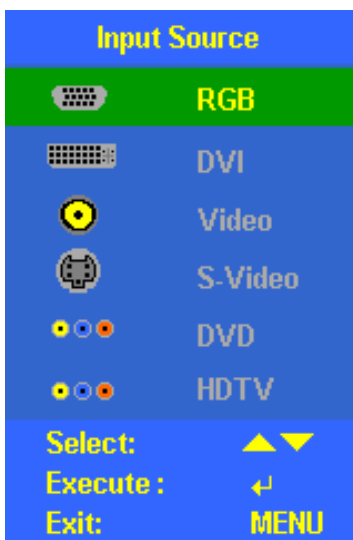 Input Source
RGB
DVI
Video
S-Video
DVD
HDTV
Select: ▲▼
Execute : ↵
Exit: MENU